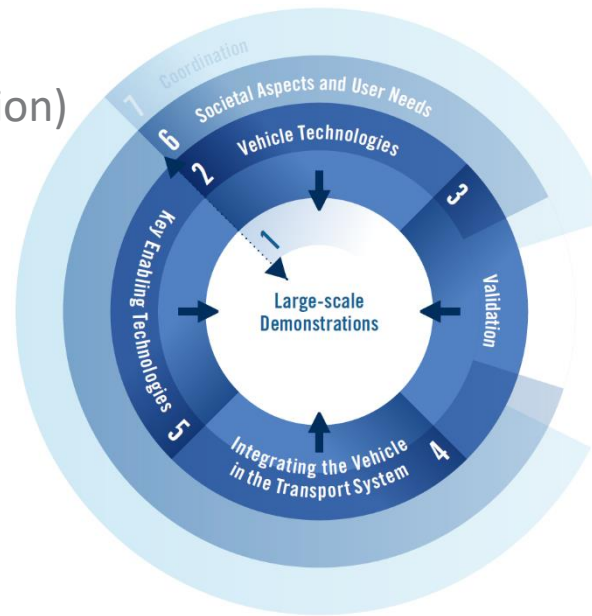 ion)
7
Coordination
6
Societal Aspects and User Needs
2
Vehicle Technologies
3
1
Large-scale
Demonstrations
Validation
Key Enabling Technologies
5
Integrating the Vehicle
in the Transport System
4